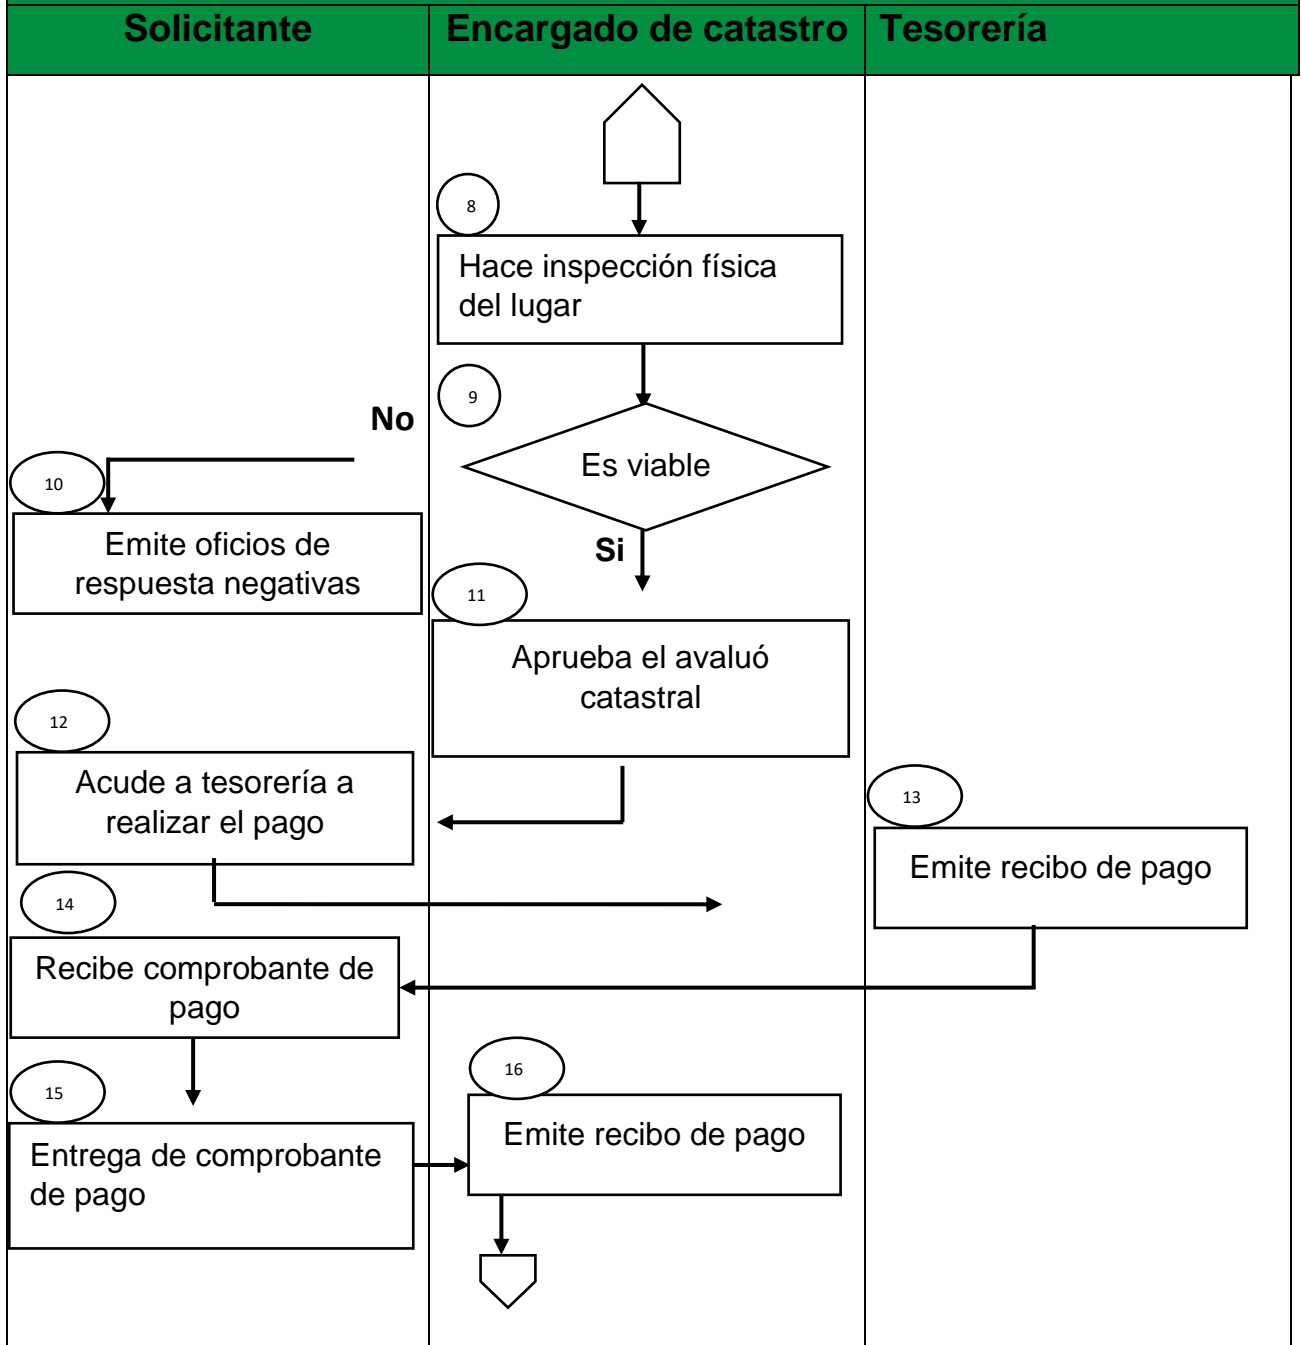 Solicitante
Encargado de catastro
Tesorería
8
Hace inspección física
del lugar
9
No
Es viable
10
Emite oficios de
respuesta negativas
Si
11
Aprueba el avaluó
catastral
12
Acude a tesorería a
realizar el pago
13
Emite recibo de pago
14
Recibe comprobante de
pago
15
Entrega de comprobante
de pago
16
Emite recibo de pago